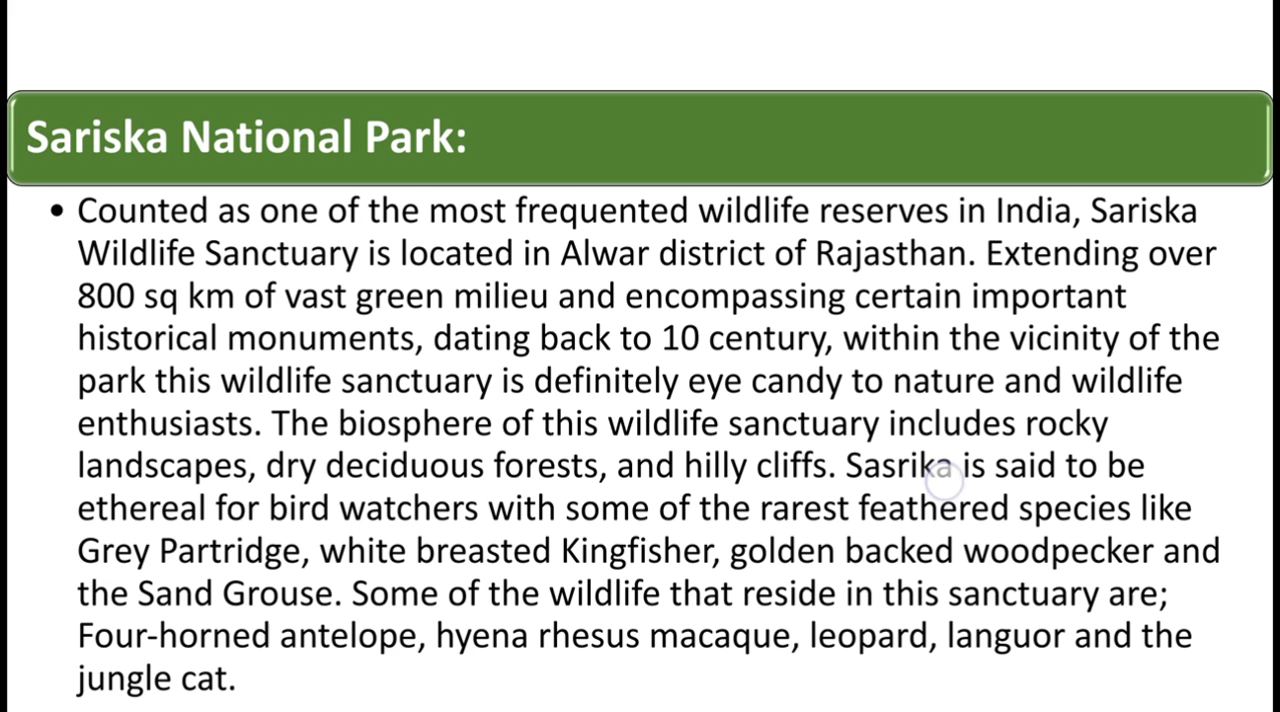 Sariska National Park:
• Counted as one of the most frequented wildlife reserves in India, Sariska
Wildlife Sanctuary is located in Alwar district of Rajasthan. Extending over
800 sq km of vast green milieu and encompassing certain important
historical monuments, dating back to 10 century, within the vicinity of the
park this wildlife sanctuary is definitely eye candy to nature and wildlife
enthusiasts. The biosphere of this wildlife sanctuary includes rocky
landscapes, dry deciduous forests, and hilly cliffs. Sasrika is said to be
ethereal for bird watchers with some of the rarest feathered species like
Grey Partridge, white breasted Kingfisher, golden backed woodpecker and
the Sand Grouse. Some of the wildlife that reside in this sanctuary are;
Four-horned antelope, hyena rhesus macaque, leopard, languor and the
jungle cat.